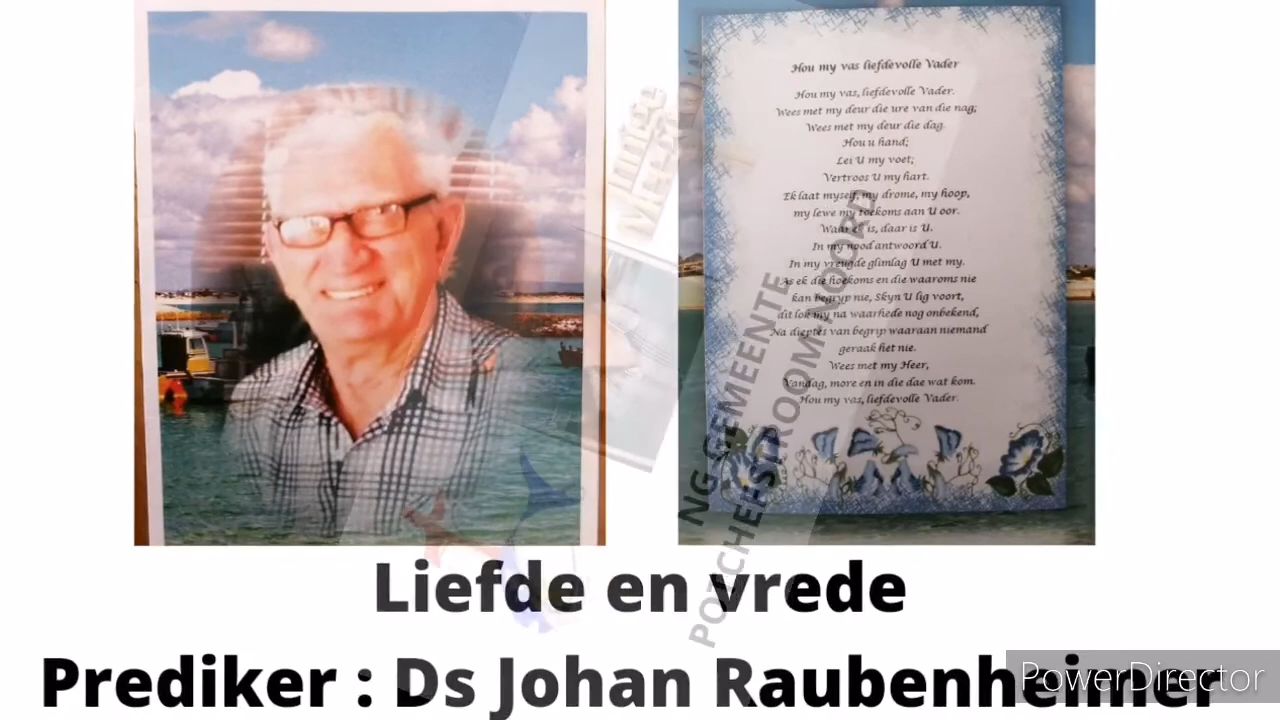 Hou my vas liefdevolle Vader
Hou my vas, liefdevolle Vader.
Wees met my deur die ure van die nag;
Wees met my deur die dag.
Hou u hand;
Lei U my voet;
Vertroos U my hart.
Ek laat myself, my drome, my hoop,
my lewe my toekoms aan U oor.
Waar ek is, daar is U.
In my nood antwoord U.
In my vreugde glimlag U met my.
As ek die hoekoms en die waaroms nie
kan begryp nie, Skyn U lig voort,
dit lok my na waarhede nog onbekend,
Na dieptes van begrip waaraan niemand
geraak het nie.
Wees met my Heer,
Vandag, more en in die dae wat kom.
Hou my vas, liefdevolle Vader.
NG GEMEENTE
POTCHEFSTROOM-NOORD
Liefde en vrede
Prediker : Ds Johan Raubenheimer
PowerDirector